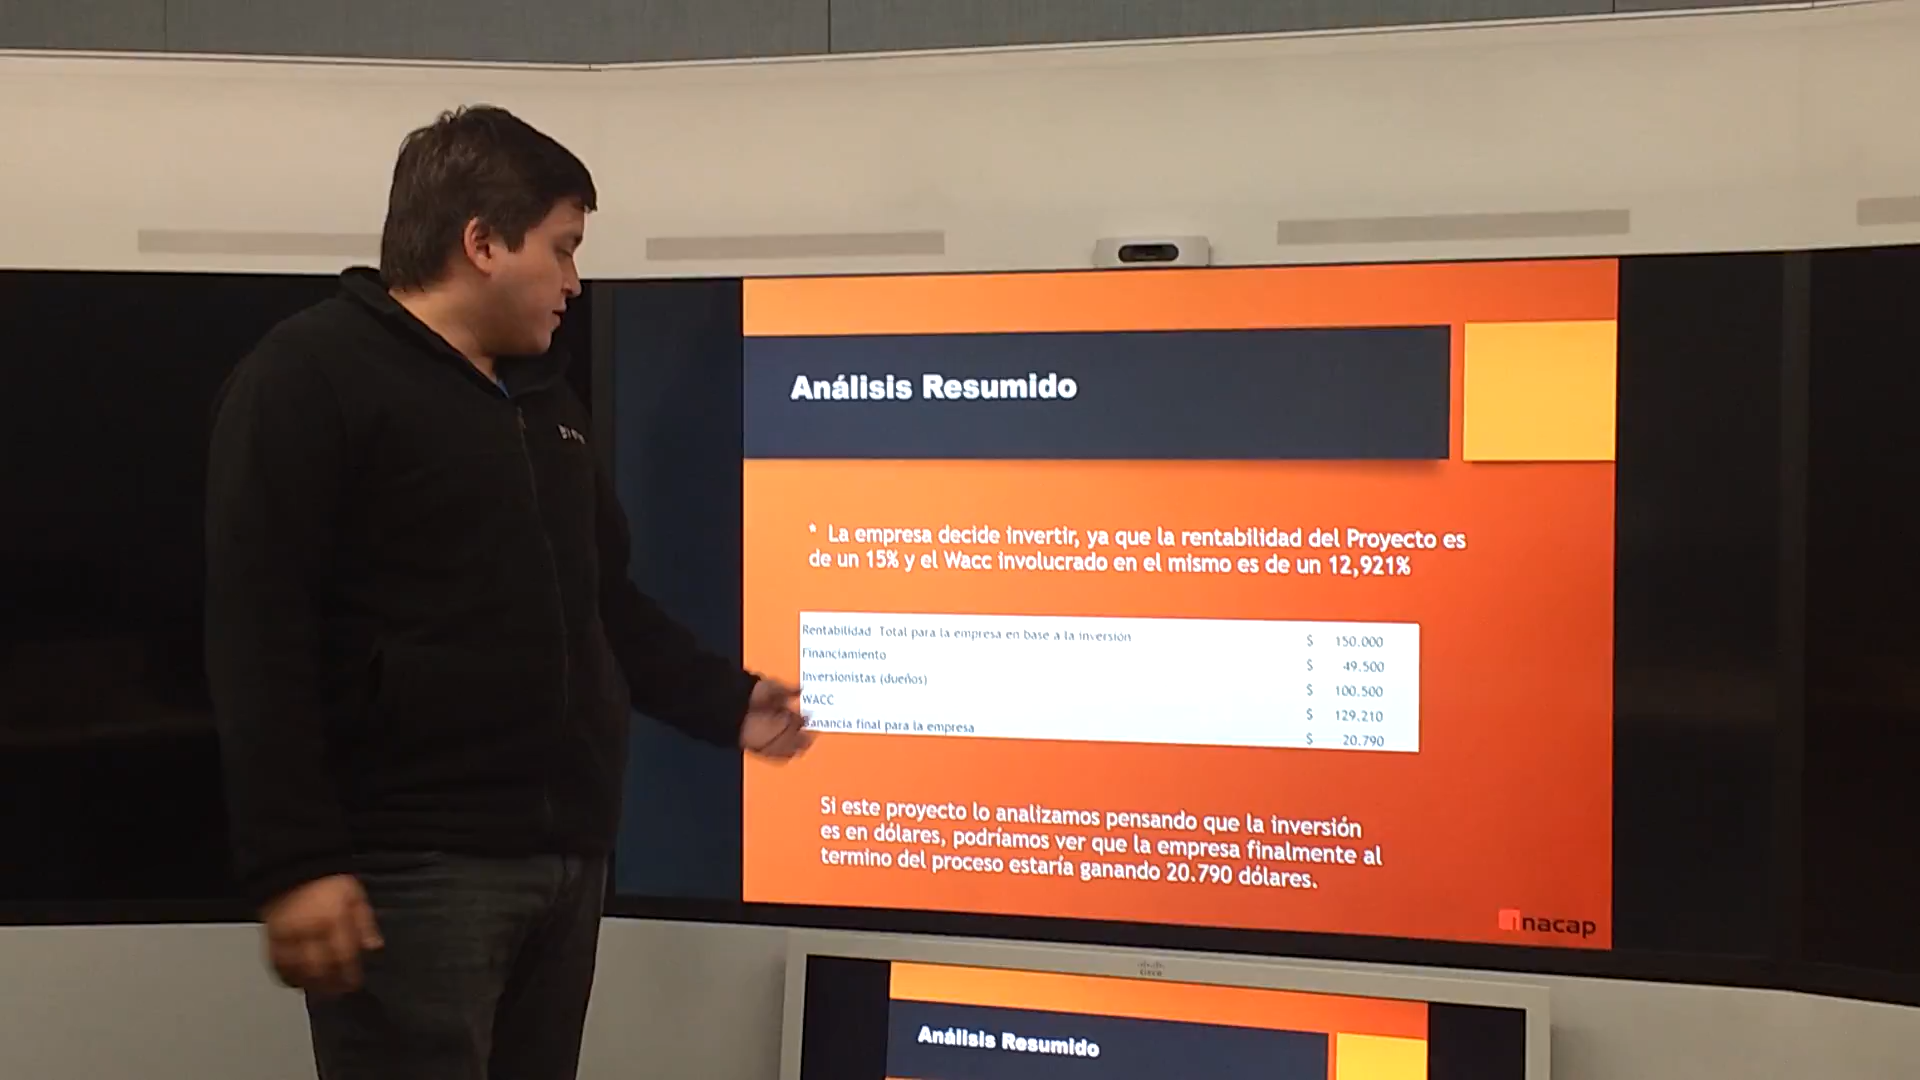 Análisis Resumido
* La empresa decide invertir, ya que la rentabilidad del Proyecto es
de un 15% y el Wacc involucrado en el mismo es de un 12,921%
Rentabilidad Total para la empresa en base a la inversión $ 150.000
Financiamiento $ 49.500
Inversionistas (dueños) $ 100.500
WACC $ 129.210
Ganancia final para la empresa $ 20.790
Si este proyecto lo analizamos pensando que la inversión
es en dólares, podríamos ver que la empresa finalmente al
termino del proceso estaría ganando 20.790 dólares.
inacap
cisco
Análisis Resumido